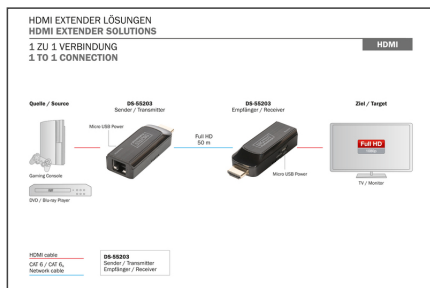 HDMI EXTENDER LÖSUNGEN
HDMI EXTENDER SOLUTIONS
1 ZU 1 VERBINDUNG
1 TO 1 CONNECTION
HDMI
Quelle / Source
DS-55203
Sender / Transmitter
DS-55203
Empfänger / Receiver
Ziel / Target
Micro USB Power
Full HD
50 m
Full HD
Micro USB Power
Gaming Console
TV / Monitor
DVD / Blu-ray Player
HDMI cable
CAT 6 / CAT 6A
Network cable
DS-55203
Sender / Transmitter
Empfänger / Receiver